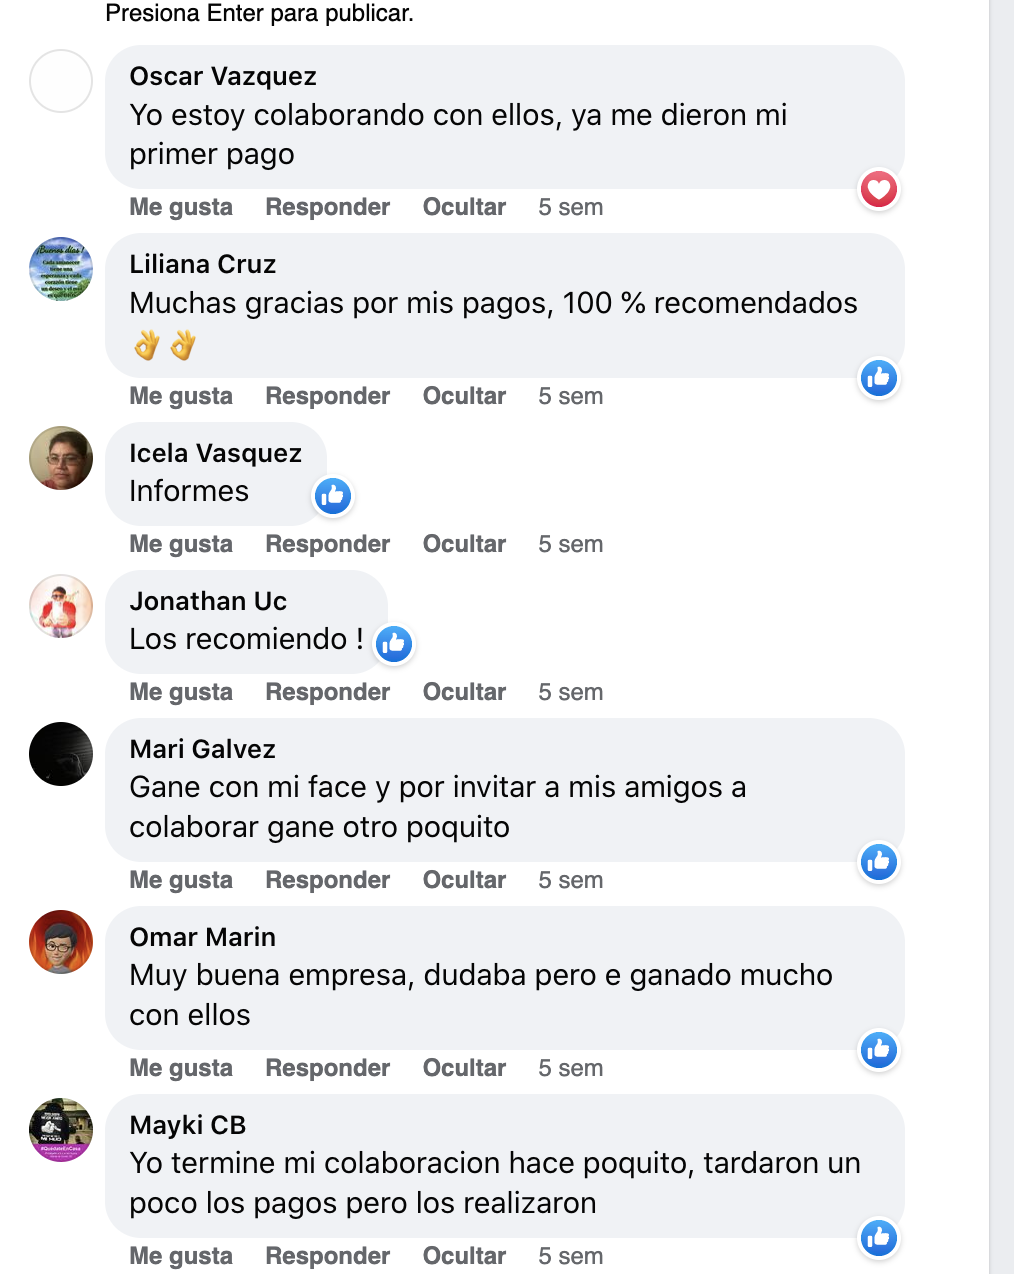 Presiona Enter para publicar.
Oscar Vazquez
Yo estoy colaborando con ellos, ya me dieron mi
primer pago
Me gusta Responder Ocultar 5 sem
¡Buenos días!
Liliana Cruz
Muchas gracias por mis pagos, 100 % recomendados
👌👌
Me gusta Responder Ocultar 5 sem
Icela Vasquez
Informes
Me gusta Responder Ocultar 5 sem
Jonathan Uc
Los recomiendo !
Me gusta Responder Ocultar 5 sem
Mari Galvez
Gane con mi face y por invitar a mis amigos a
colaborar gane otro poquito
Me gusta Responder Ocultar 5 sem
Omar Marin
Muy buena empresa, dudaba pero e ganado mucho
con ellos
Me gusta Responder Ocultar 5 sem
#QuédateEnCasa
Mayki CB
Yo termine mi colaboracion hace poquito, tardaron un
poco los pagos pero los realizaron
Me gusta Responder Ocultar 5 sem